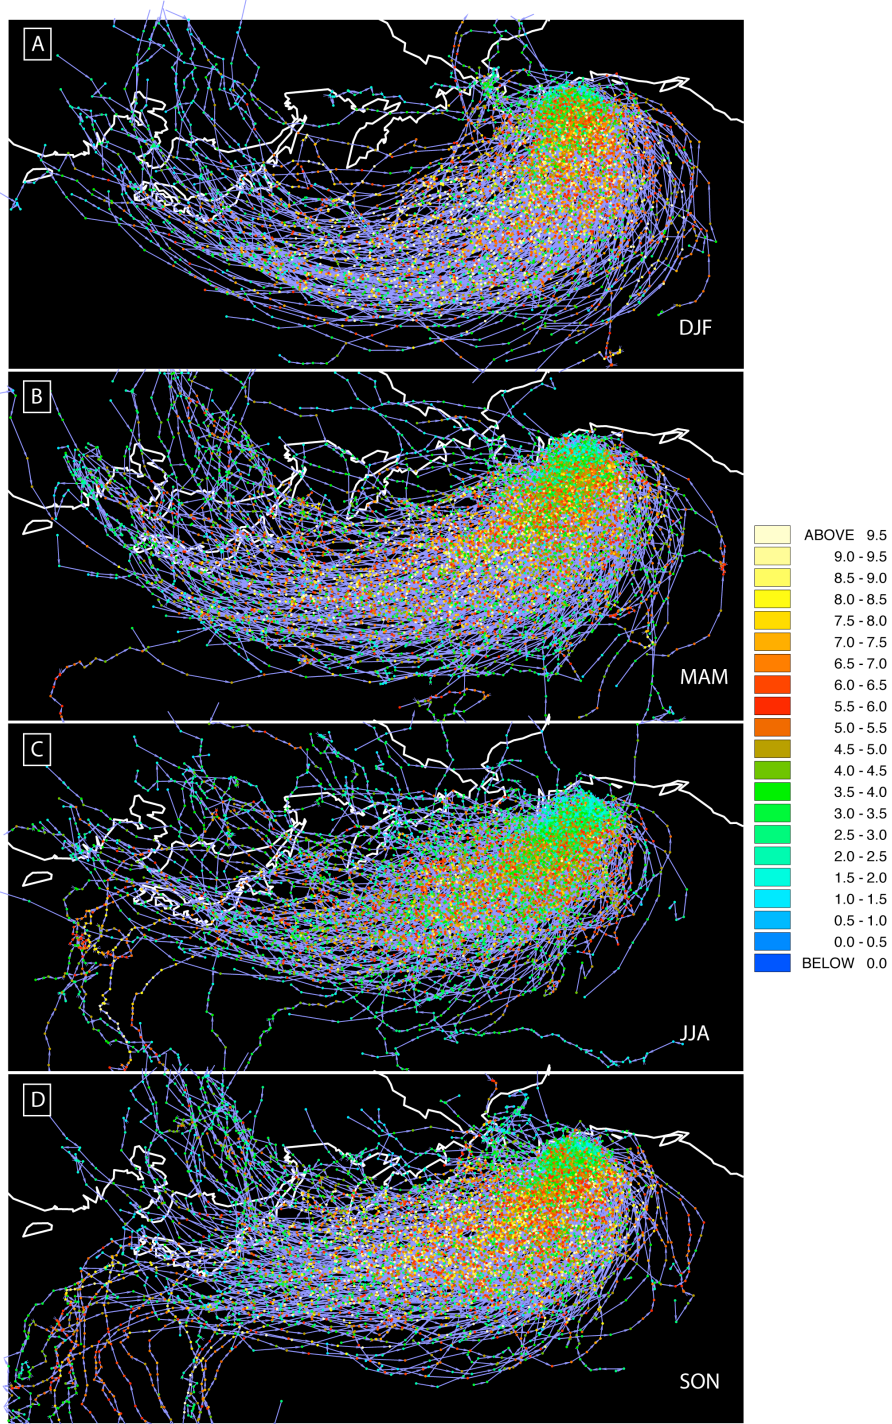 A
DJF
B
MAM
ABOVE 9.5
9.0 - 9.5
8.5 - 9.0
8.0 - 8.5
7.5 - 8.0
7.0 - 7.5
6.5 - 7.0
6.0 - 6.5
5.5 - 6.0
5.0 - 5.5
4.5 - 5.0
4.0 - 4.5
3.5 - 4.0
3.0 - 3.5
2.5 - 3.0
2.0 - 2.5
1.5 - 2.0
1.0 - 1.5
0.5 - 1.0
0.0 - 0.5
BELOW 0.0
C
JJA
D
SON